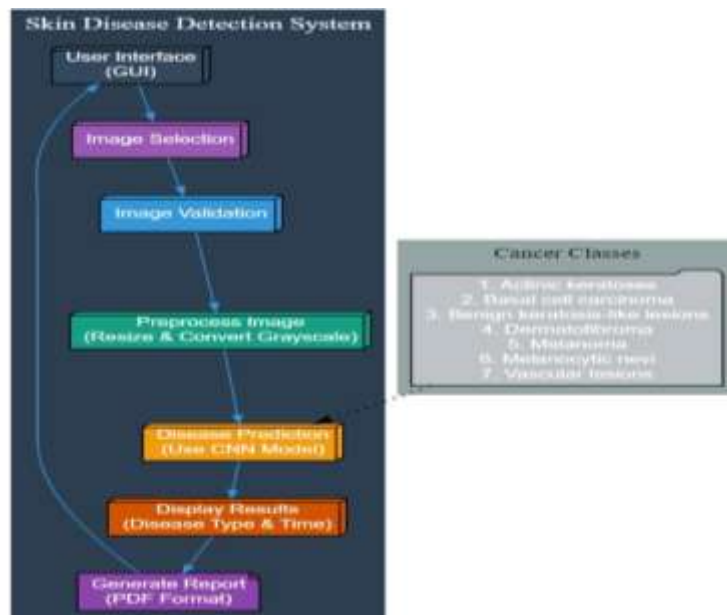 Skin Disease Detection System
User Interface
(GUI)
Image Selection
Image Validation
Preprocess Image
(Resize & Convert Grayscale)
Disease Prediction
(Use CNN Model)
Display Results
(Disease Type & Time)
Generate Report
(PDF Format)
Cancer Classes
1. Actinic keratoses
2. Basal cell carcinoma
3. Benign keratosis-like lesions
4. Dermatofibroma
5. Melanoma
6. Melanocytic nevi
7. Vascular lesions